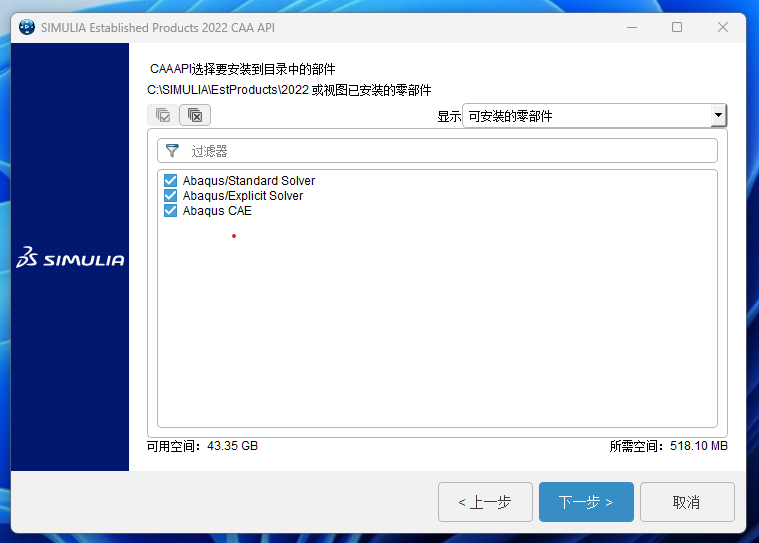 SIMULIA Established Products 2022 CAA API
CAAAPI选择要安装到目录中的部件
C:\SIMULIA\EstProducts\2022 或视图已安装的零部件
显示 可安装的零部件
过滤器
Abaqus/Standard Solver
Abaqus/Explicit Solver
Abaqus CAE
SIMULIA
可用空间：43.35 GB 所需空间：518.10 MB
< 上一步 下一步 > 取消